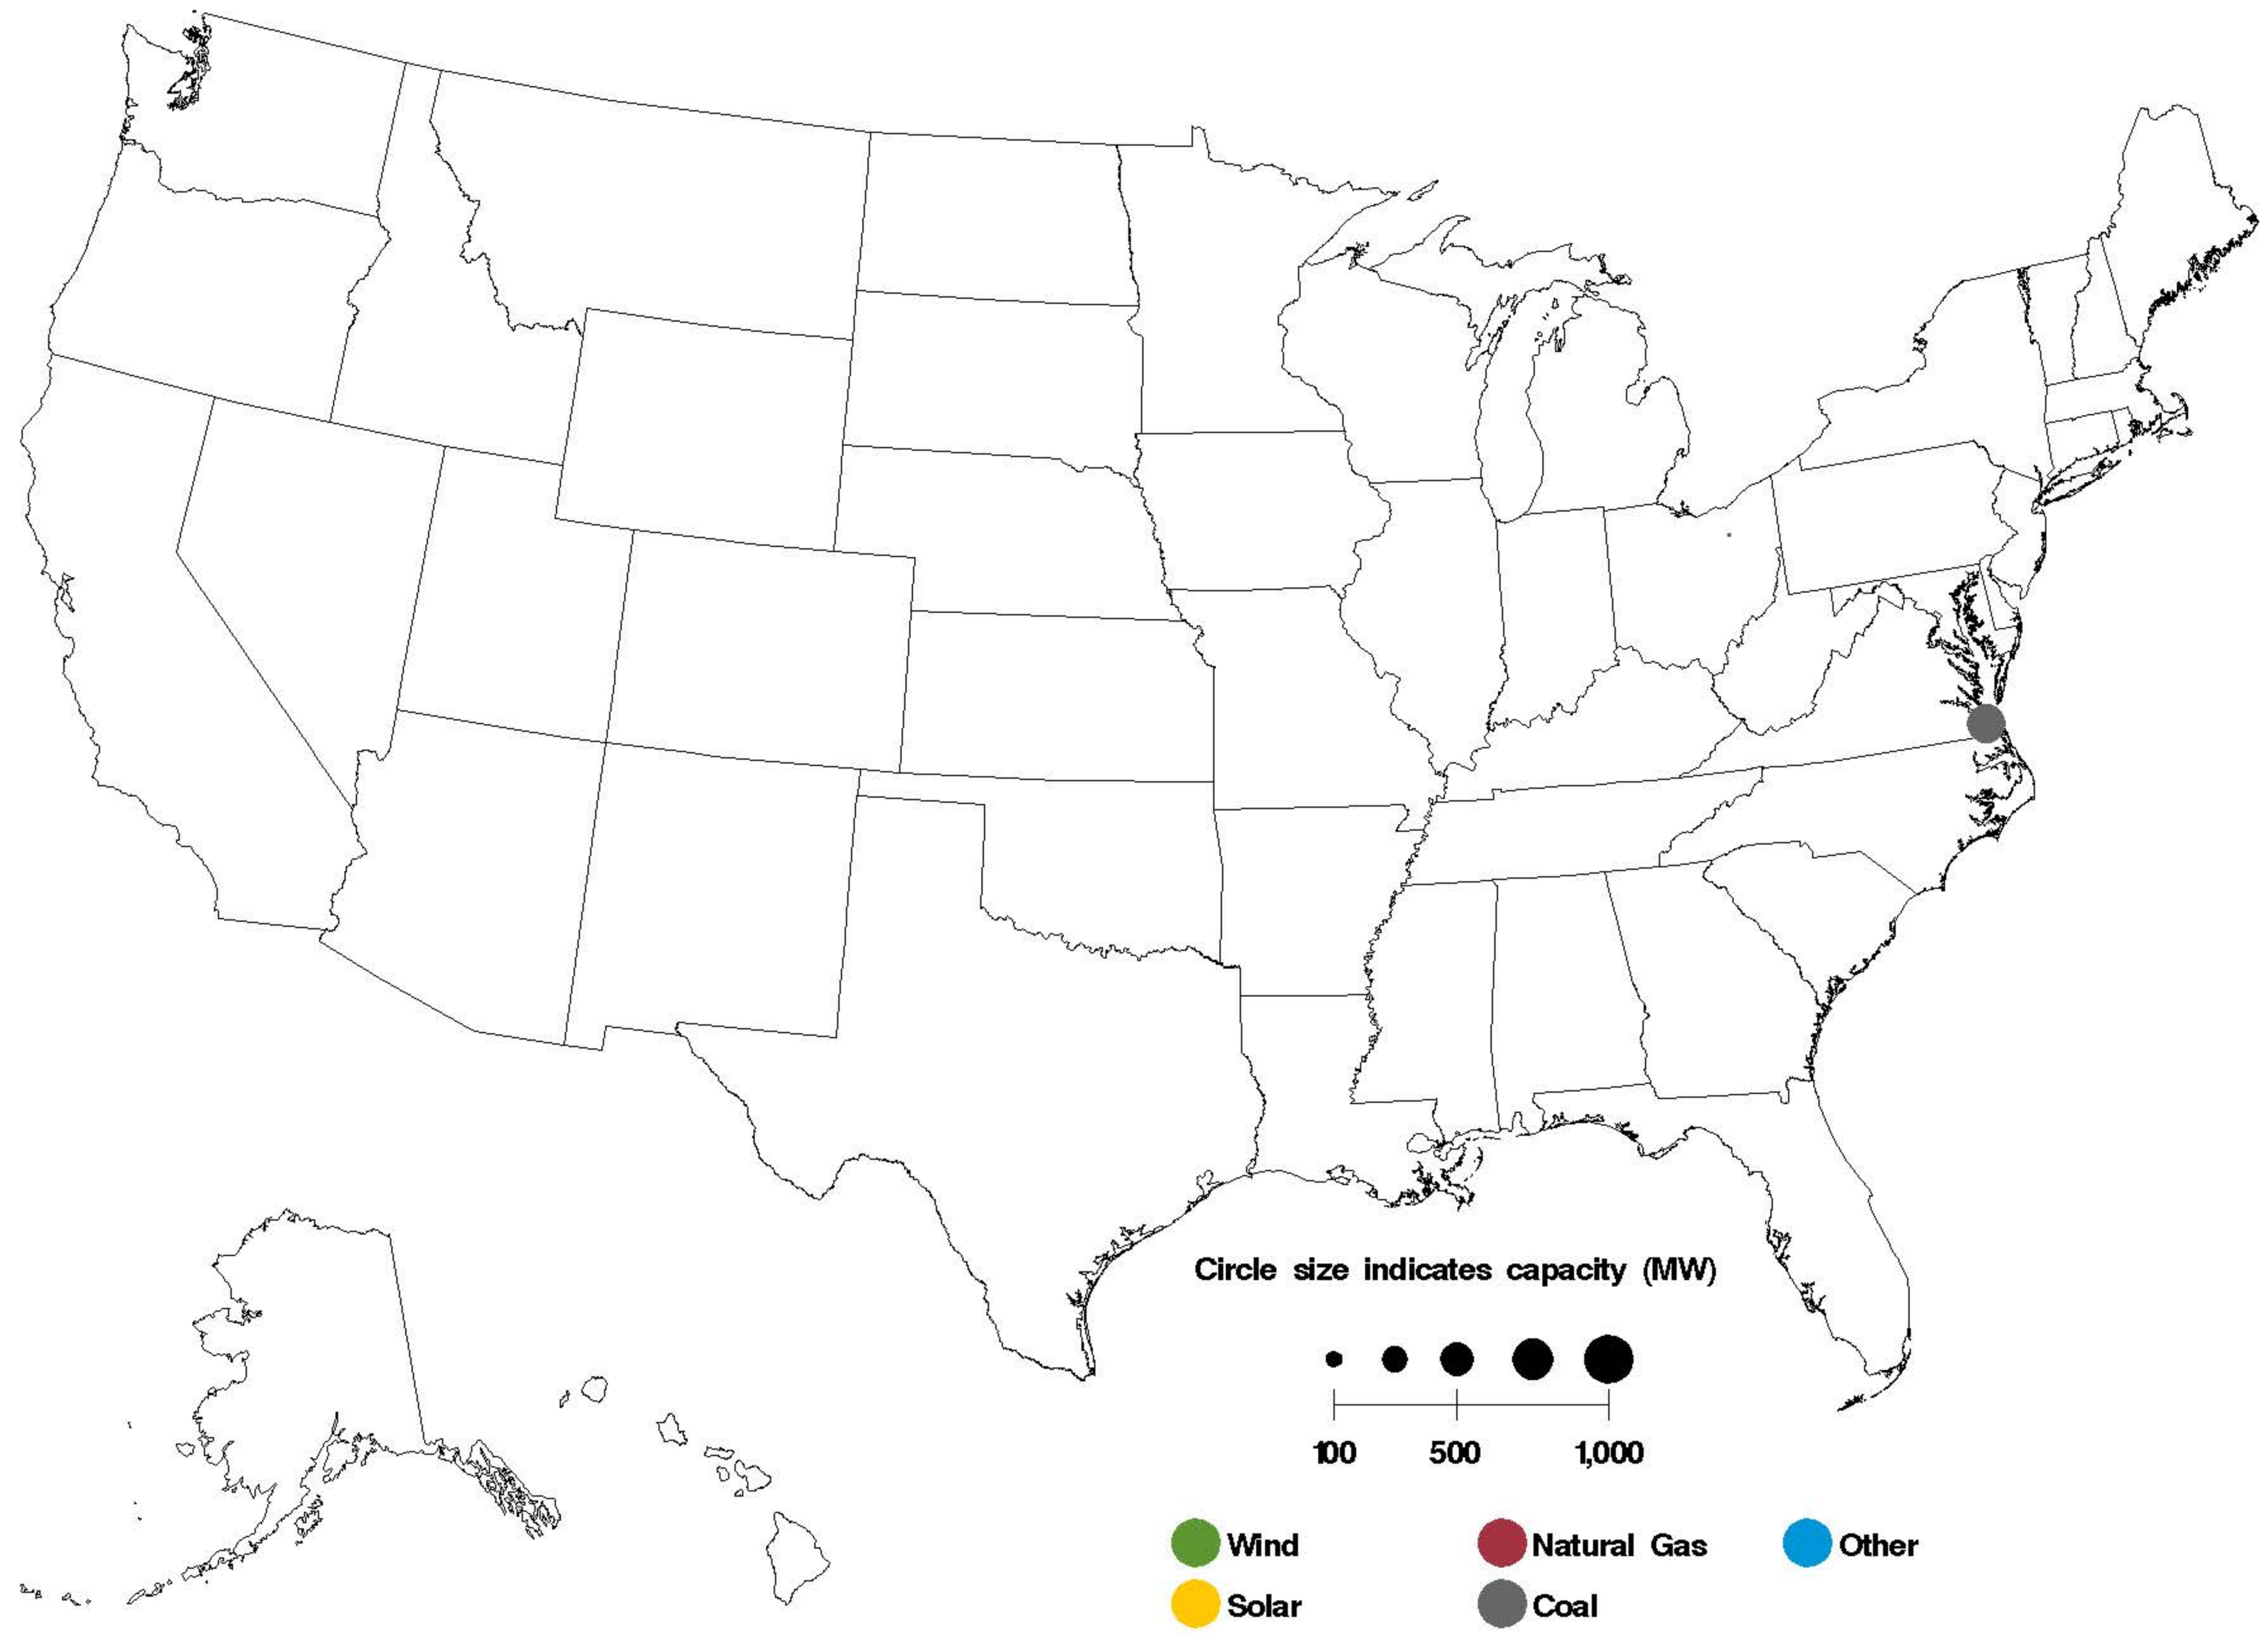 Circle size indicates capacity (MW)
100 500 1,000
Wind Natural Gas Other
Solar Coal